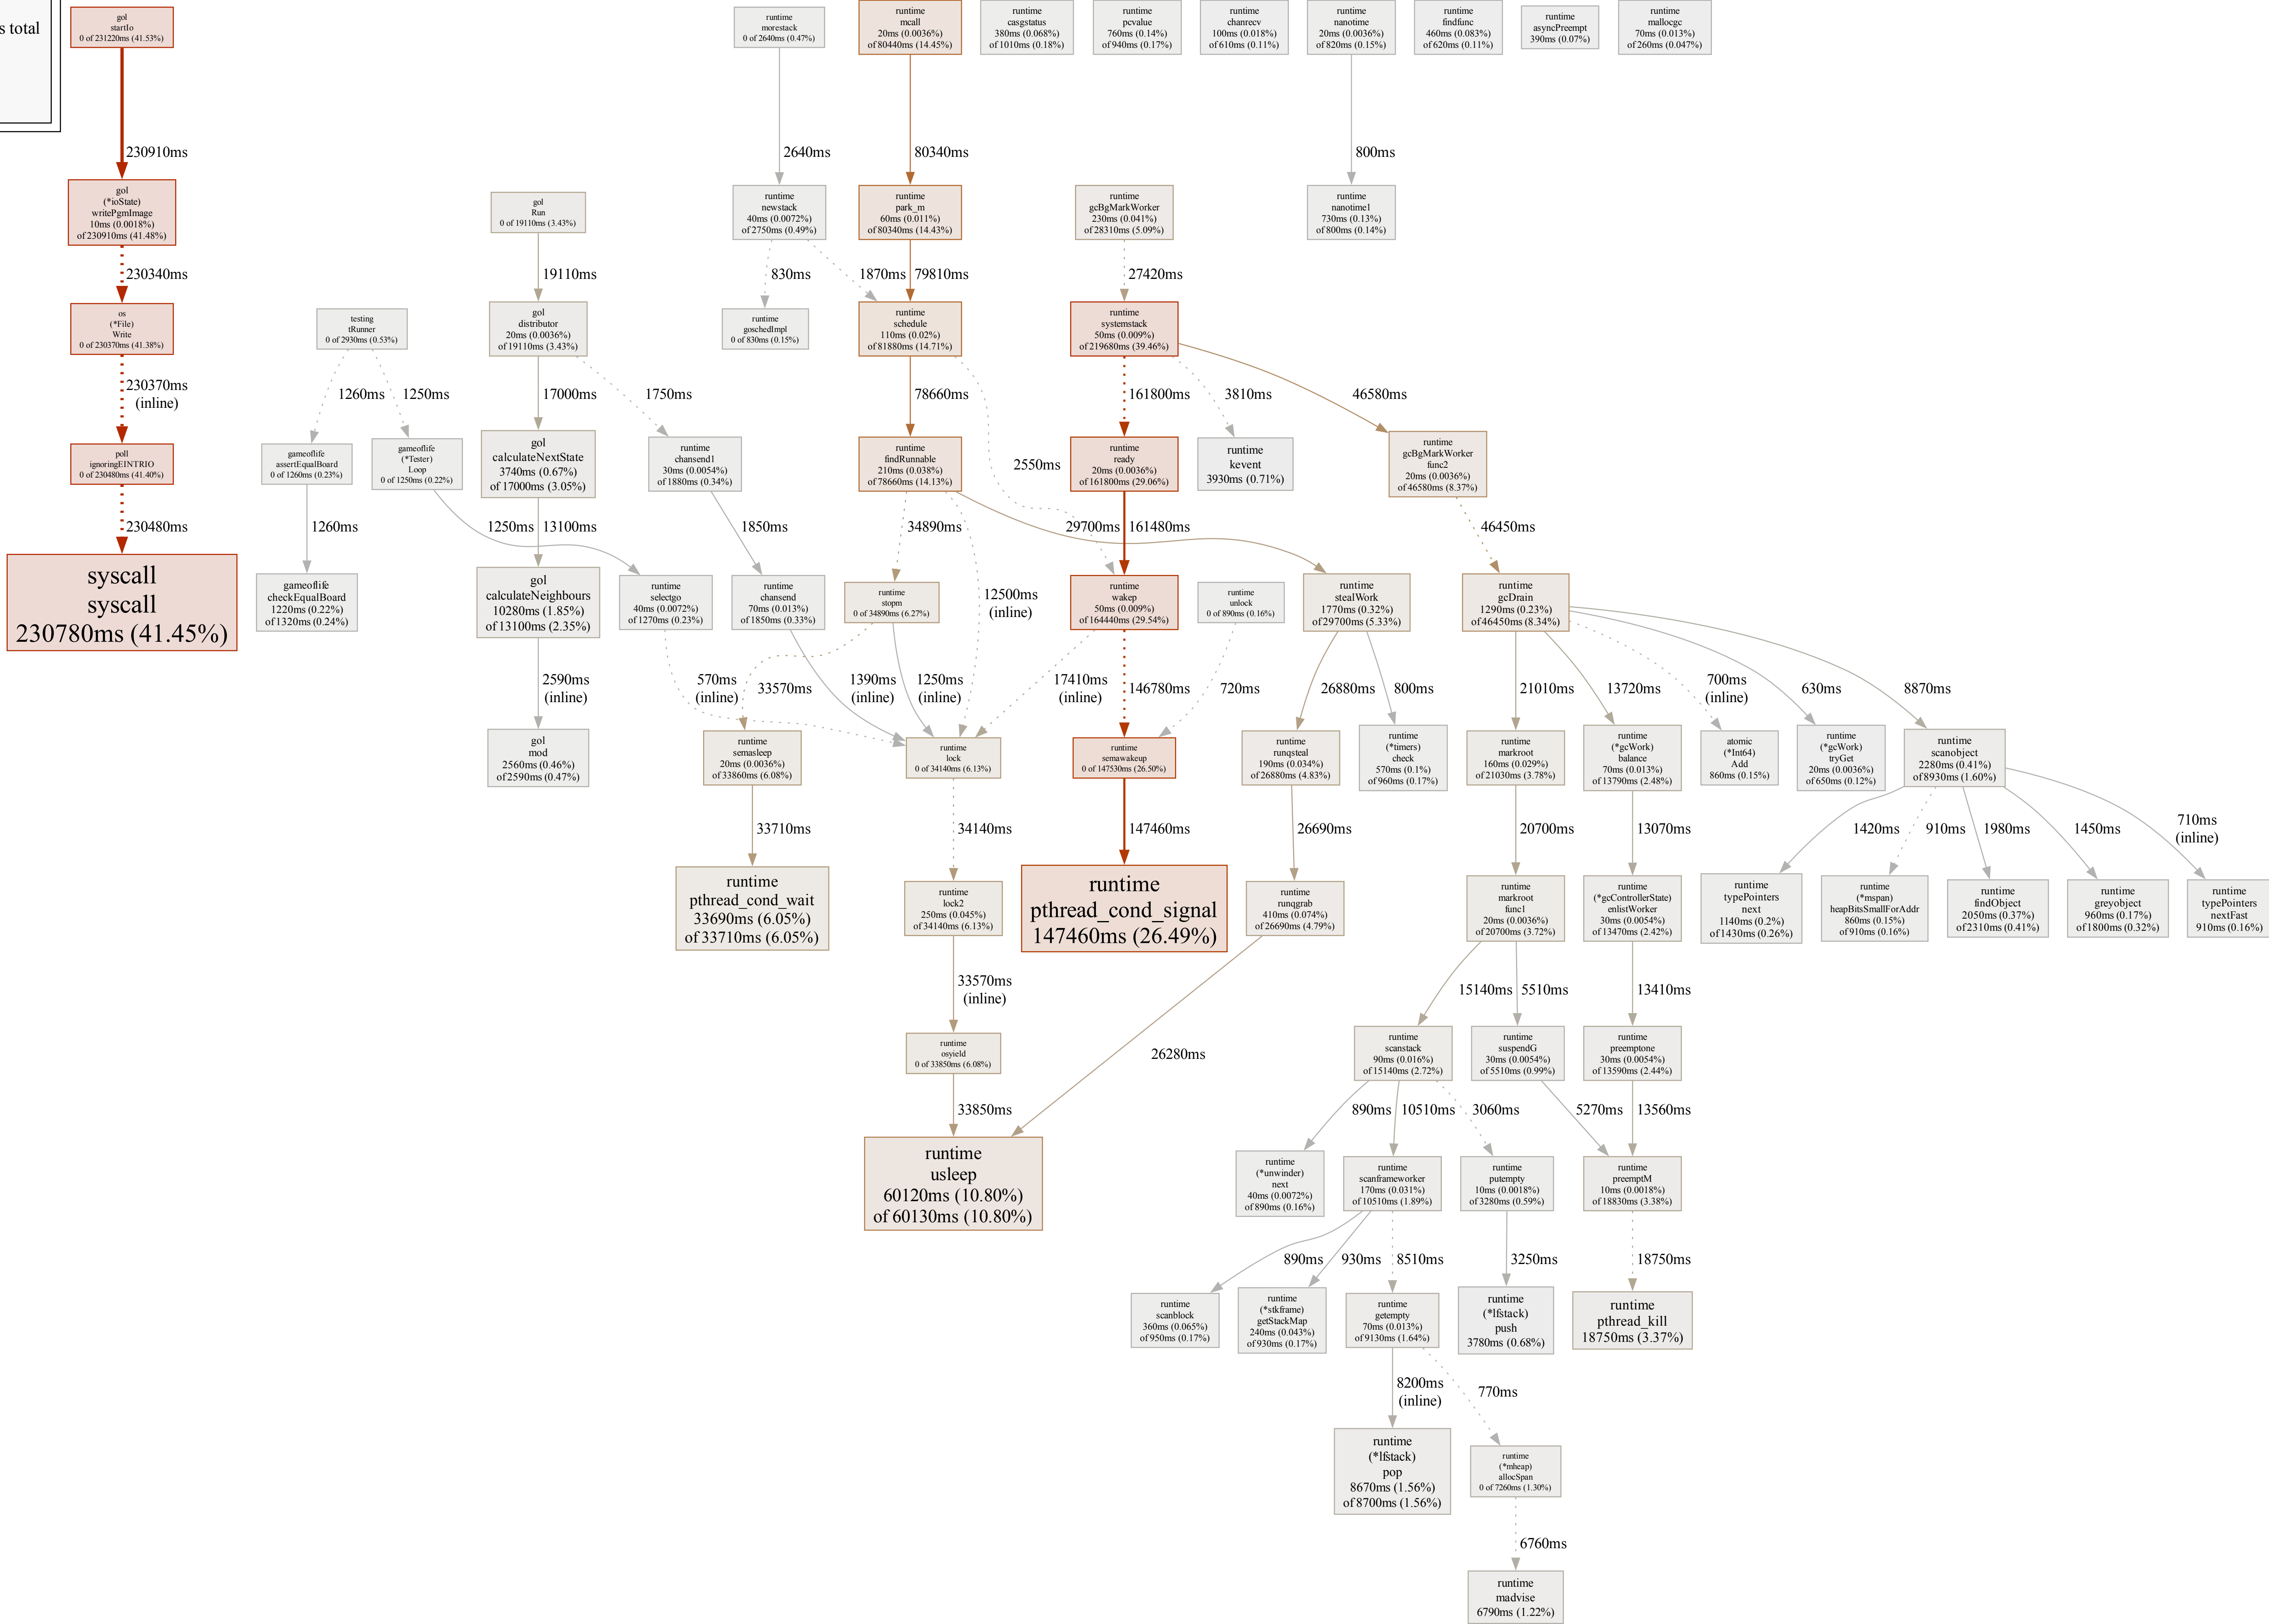 s total
gol
startIo
0 of 231220ms (41.53%)
runtime
morestack
0 of 2640ms (0.47%)
runtime
mcall
20ms (0.0036%)
of 80440ms (14.45%)
runtime
casgstatus
380ms (0.068%)
of 1010ms (0.18%)
runtime
pcvalue
760ms (0.14%)
of 940ms (0.17%)
runtime
chanrecv
100ms (0.018%)
of 610ms (0.11%)
runtime
nanotime
20ms (0.0036%)
of 820ms (0.15%)
runtime
findfunc
460ms (0.083%)
of 620ms (0.11%)
runtime
asyncPreempt
390ms (0.07%)
runtime
mallocgc
70ms (0.013%)
of 260ms (0.047%)
230910ms
2640ms
80340ms
800ms
gol
(*ioState)
writePgmImage
10ms (0.0018%)
of 230910ms (41.48%)
gol
Run
0 of 19110ms (3.43%)
runtime
newstack
40ms (0.0072%)
of 2750ms (0.49%)
runtime
park_m
60ms (0.011%)
of 80340ms (14.43%)
runtime
gcBgMarkWorker
230ms (0.041%)
of 28310ms (5.09%)
runtime
nanotime1
730ms (0.13%)
of 800ms (0.14%)
230340ms
19110ms
830ms
1870ms
79810ms
27420ms
os
(*File)
Write
0 of 230370ms (41.38%)
testing
tRunner
0 of 2930ms (0.53%)
gol
distributor
20ms (0.0036%)
of 19110ms (3.43%)
runtime
goschedImpl
0 of 830ms (0.15%)
runtime
schedule
110ms (0.02%)
of 81880ms (14.71%)
runtime
systemstack
50ms (0.009%)
of 219680ms (39.46%)
230370ms
(inline)
1260ms
1250ms
17000ms
1750ms
78660ms
161800ms
3810ms
46580ms
poll
ignoringEINTRIO
0 of 230480ms (41.40%)
gameoflife
assertEqualBoard
0 of 1260ms (0.23%)
gameoflife
(*Tester)
Loop
0 of 1250ms (0.22%)
gol
calculateNextState
3740ms (0.67%)
of 17000ms (3.05%)
runtime
chansend1
30ms (0.0054%)
of 1880ms (0.34%)
runtime
findRunnable
210ms (0.038%)
of 78660ms (14.13%)
2550ms
runtime
ready
20ms (0.0036%)
of 161800ms (29.06%)
runtime
kevent
3930ms (0.71%)
runtime
gcBgMarkWorker
func2
20ms (0.0036%)
of 46580ms (8.37%)
230480ms
1260ms
1250ms
13100ms
1850ms
34890ms
29700ms
161480ms
46450ms
syscall
syscall
230780ms (41.45%)
gameoflife
checkEqualBoard
1220ms (0.22%)
of 1320ms (0.24%)
gol
calculateNeighbours
10280ms (1.85%)
of 13100ms (2.35%)
runtime
selectgo
40ms (0.0072%)
of 1270ms (0.23%)
runtime
chansend
70ms (0.013%)
of 1850ms (0.33%)
runtime
stopm
0 of 34890ms (6.27%)
12500ms
(inline)
runtime
wakep
50ms (0.009%)
of 164440ms (29.54%)
runtime
unlock
0 of 890ms (0.16%)
runtime
stealWork
1770ms (0.32%)
of 29700ms (5.33%)
runtime
gcDrain
1290ms (0.23%)
of 46450ms (8.34%)
2590ms
(inline)
570ms
(inline)
33570ms
1390ms
(inline)
1250ms
(inline)
17410ms
(inline)
146780ms
720ms
26880ms
800ms
21010ms
13720ms
700ms
(inline)
630ms
8870ms
gol
mod
2560ms (0.46%)
of 2590ms (0.47%)
runtime
semasleep
20ms (0.0036%)
of 33860ms (6.08%)
runtime
lock
0 of 34140ms (6.13%)
runtime
semawakeup
0 of 147530ms (26.50%)
runtime
runqsteal
190ms (0.034%)
of 26880ms (4.83%)
runtime
(*timers)
check
570ms (0.1%)
of 960ms (0.17%)
runtime
markroot
160ms (0.029%)
of 21030ms (3.78%)
runtime
(*gcWork)
balance
70ms (0.013%)
of 13790ms (2.48%)
atomic
(*Int64)
Add
860ms (0.15%)
runtime
(*gcWork)
tryGet
20ms (0.0036%)
of 650ms (0.12%)
runtime
scanobject
2280ms (0.41%)
of 8930ms (1.60%)
33710ms
34140ms
147460ms
26690ms
20700ms
13070ms
1420ms
910ms
1980ms
1450ms
710ms
(inline)
runtime
pthread_cond_wait
33690ms (6.05%)
of 33710ms (6.05%)
runtime
lock2
250ms (0.045%)
of 34140ms (6.13%)
runtime
pthread_cond_signal
147460ms (26.49%)
runtime
runqgrab
410ms (0.074%)
of 26690ms (4.79%)
runtime
markroot
func1
20ms (0.0036%)
of 20700ms (3.72%)
runtime
(*gcControllerState)
enlistWorker
30ms (0.0054%)
of 13470ms (2.42%)
runtime
typePointers
next
1140ms (0.2%)
of 1430ms (0.26%)
runtime
(*mspan)
heapBitsSmallForAddr
860ms (0.15%)
of 910ms (0.16%)
runtime
findObject
2050ms (0.37%)
of 2310ms (0.41%)
runtime
greyobject
960ms (0.17%)
of 1800ms (0.32%)
runtime
typePointers
nextFast
910ms (0.16%)
33570ms
(inline)
15140ms
5510ms
13410ms
runtime
osyield
0 of 33850ms (6.08%)
26280ms
runtime
scanstack
90ms (0.016%)
of 15140ms (2.72%)
runtime
suspendG
30ms (0.0054%)
of 5510ms (0.99%)
runtime
preemptone
30ms (0.0054%)
of 13590ms (2.44%)
33850ms
890ms
10510ms
3060ms
5270ms
13560ms
runtime
usleep
60120ms (10.80%)
of 60130ms (10.80%)
runtime
(*unwinder)
next
40ms (0.0072%)
of 890ms (0.16%)
runtime
scanframeworker
170ms (0.031%)
of 10510ms (1.89%)
runtime
putempty
10ms (0.0018%)
of 3280ms (0.59%)
runtime
preemptM
10ms (0.0018%)
of 18830ms (3.38%)
890ms
930ms
8510ms
3250ms
18750ms
runtime
scanblock
360ms (0.065%)
of 950ms (0.17%)
runtime
(*stkframe)
getStackMap
240ms (0.043%)
of 930ms (0.17%)
runtime
getempty
70ms (0.013%)
of 9130ms (1.64%)
runtime
(*lfstack)
push
3780ms (0.68%)
runtime
pthread_kill
18750ms (3.37%)
8200ms
(inline)
770ms
runtime
(*lfstack)
pop
8670ms (1.56%)
of 8700ms (1.56%)
runtime
(*mheap)
allocSpan
0 of 7260ms (1.30%)
6760ms
runtime
madvise
6790ms (1.22%)